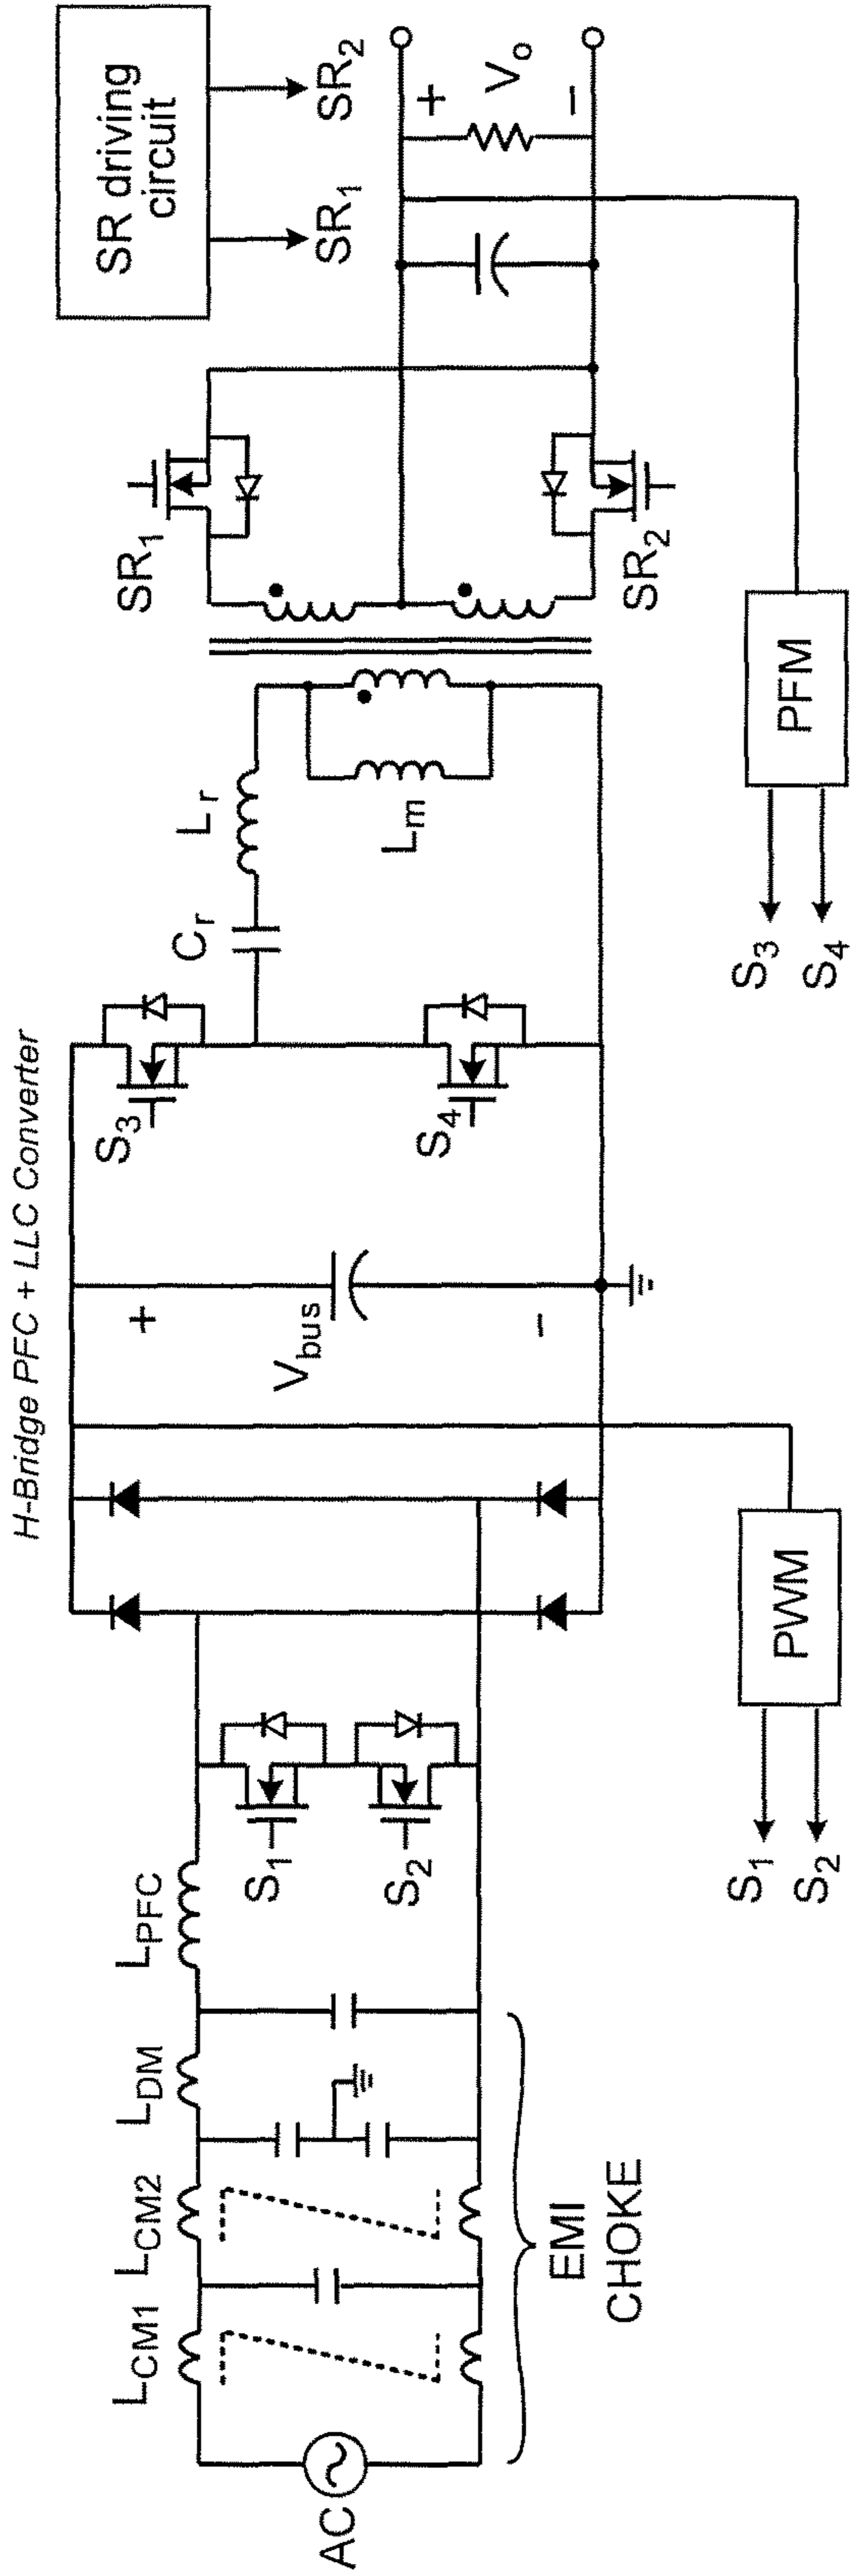 H-Bridge PFC + LLC Converter
SR driving
circuit
SR1
SR2
SR1
SR2
+
Vo
−
AC
LCM1
LCM2
LDM
LPFC
S1
S2
+
Vbus
−
S3
S4
Cr
Lr
Lm
EMI
CHOKE
S1
S2
PWM
S3
S4
PFM